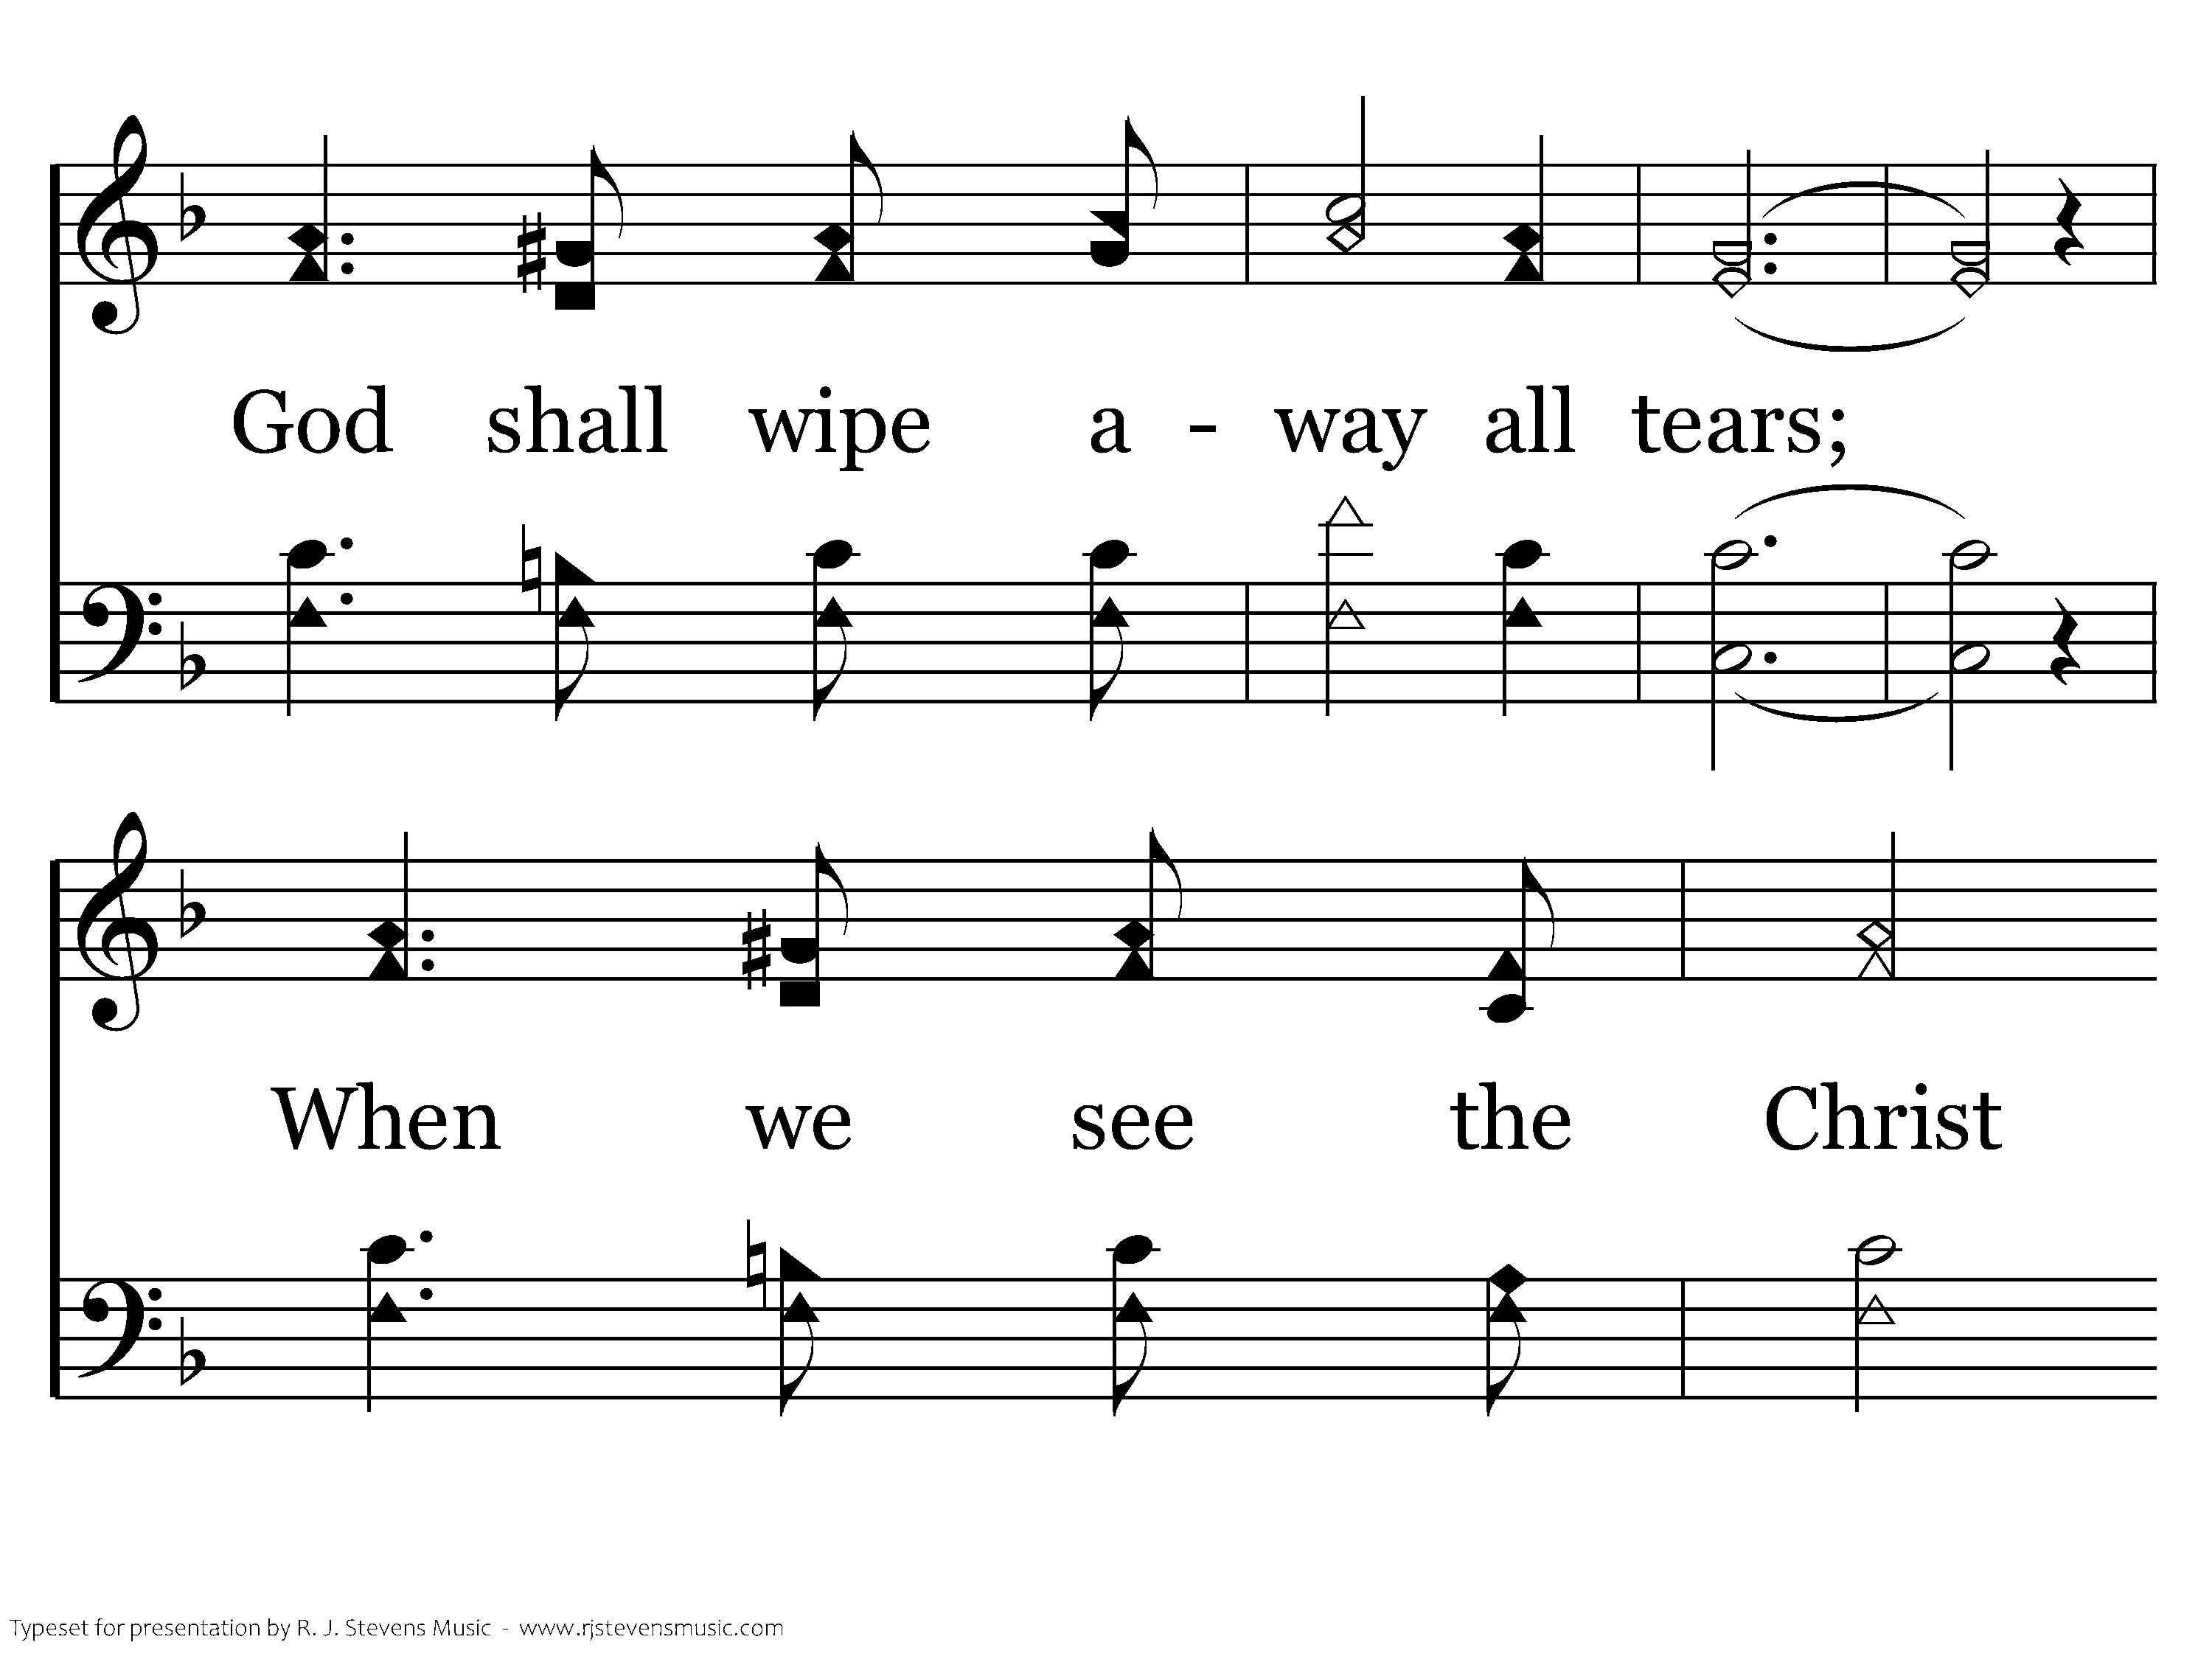 God shall wipe a - way all tears;
When we see the Christ
Typeset for presentation by R. J. Stevens Music - www.rjstevensmusic.com